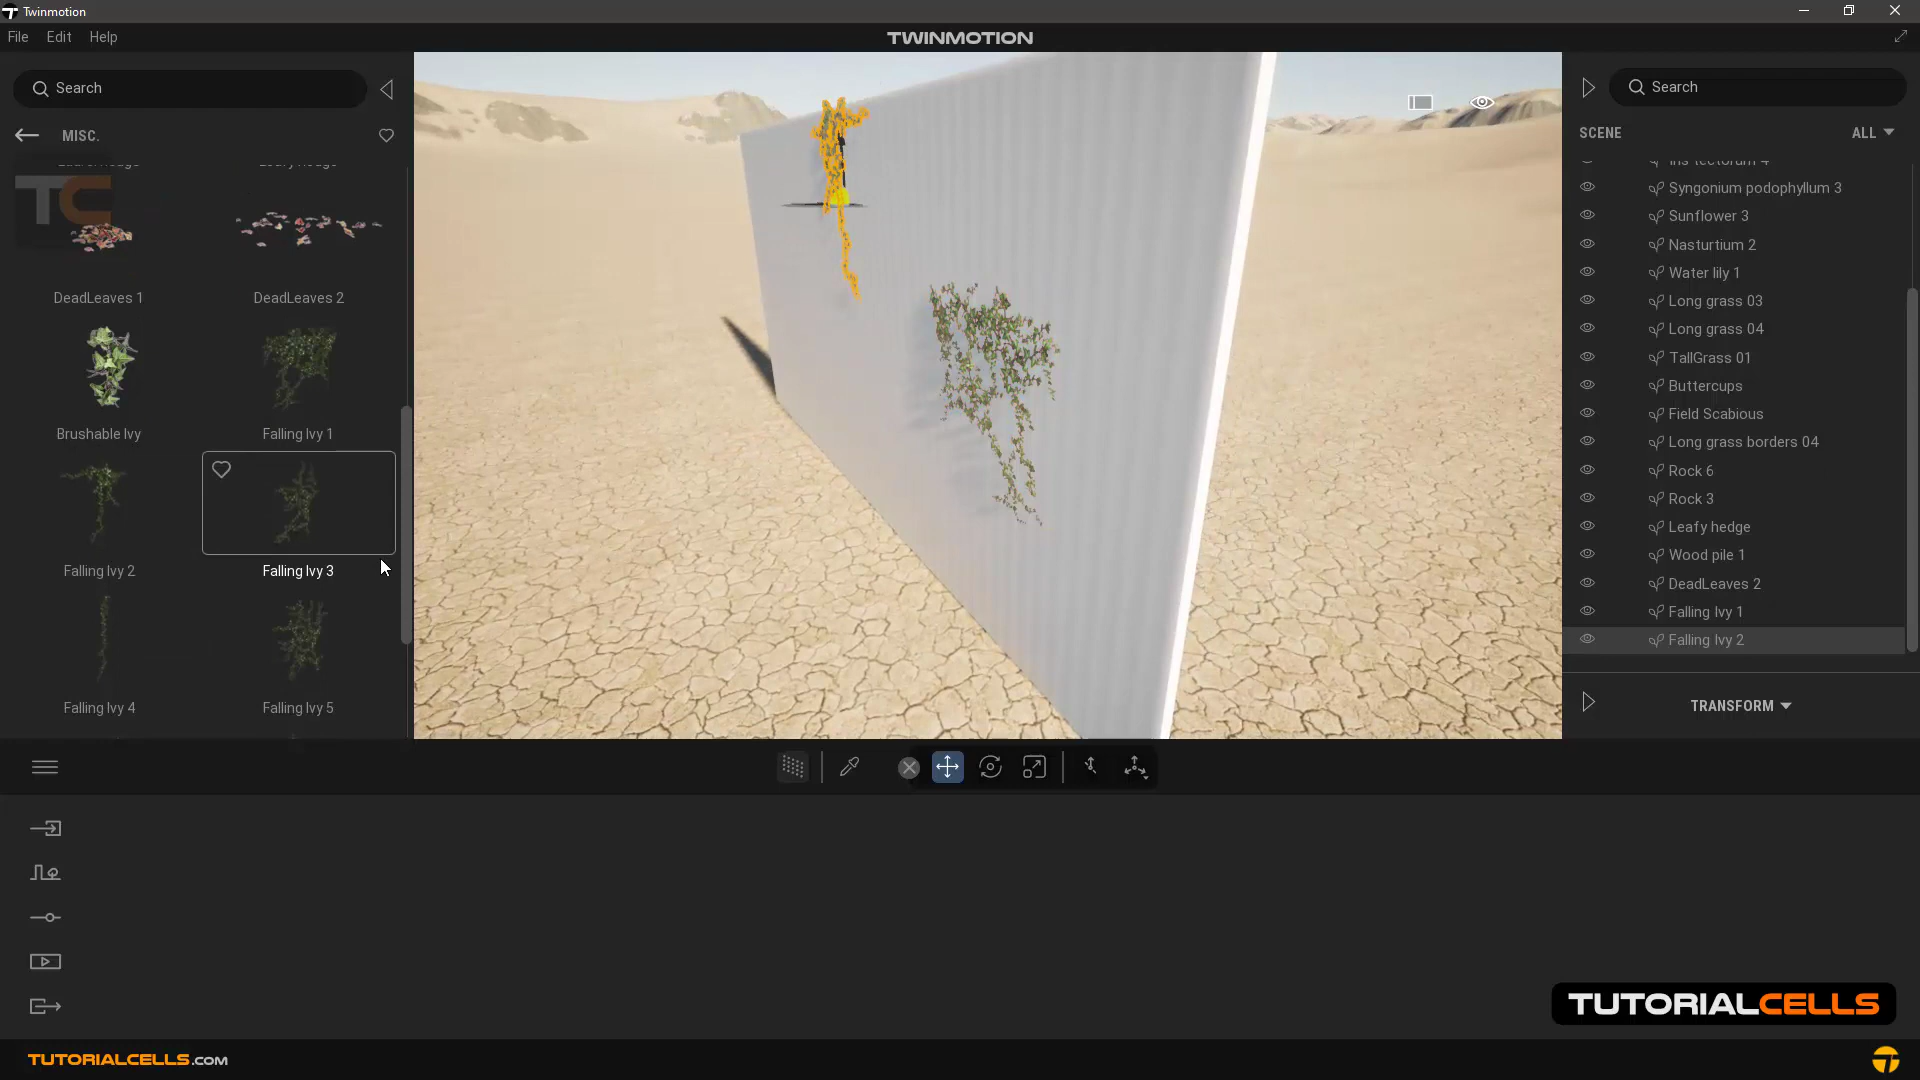 Twinmotion
File Edit Help
TWINMOTION
Search
MISC.
TC
DeadLeaves 1
DeadLeaves 2
Brushable Ivy
Falling Ivy 1
Falling Ivy 2
Falling Ivy 3
Falling Ivy 4
Falling Ivy 5
Search
SCENE
ALL
Iris tectorum 4
Syngonium podophyllum 3
Sunflower 3
Nasturtium 2
Water lily 1
Long grass 03
Long grass 04
TallGrass 01
Buttercups
Field Scabious
Long grass borders 04
Rock 6
Rock 3
Leafy hedge
Wood pile 1
DeadLeaves 2
Falling Ivy 1
Falling Ivy 2
TRANSFORM
TUTORIALCELLS
TUTORIALCELLS.COM